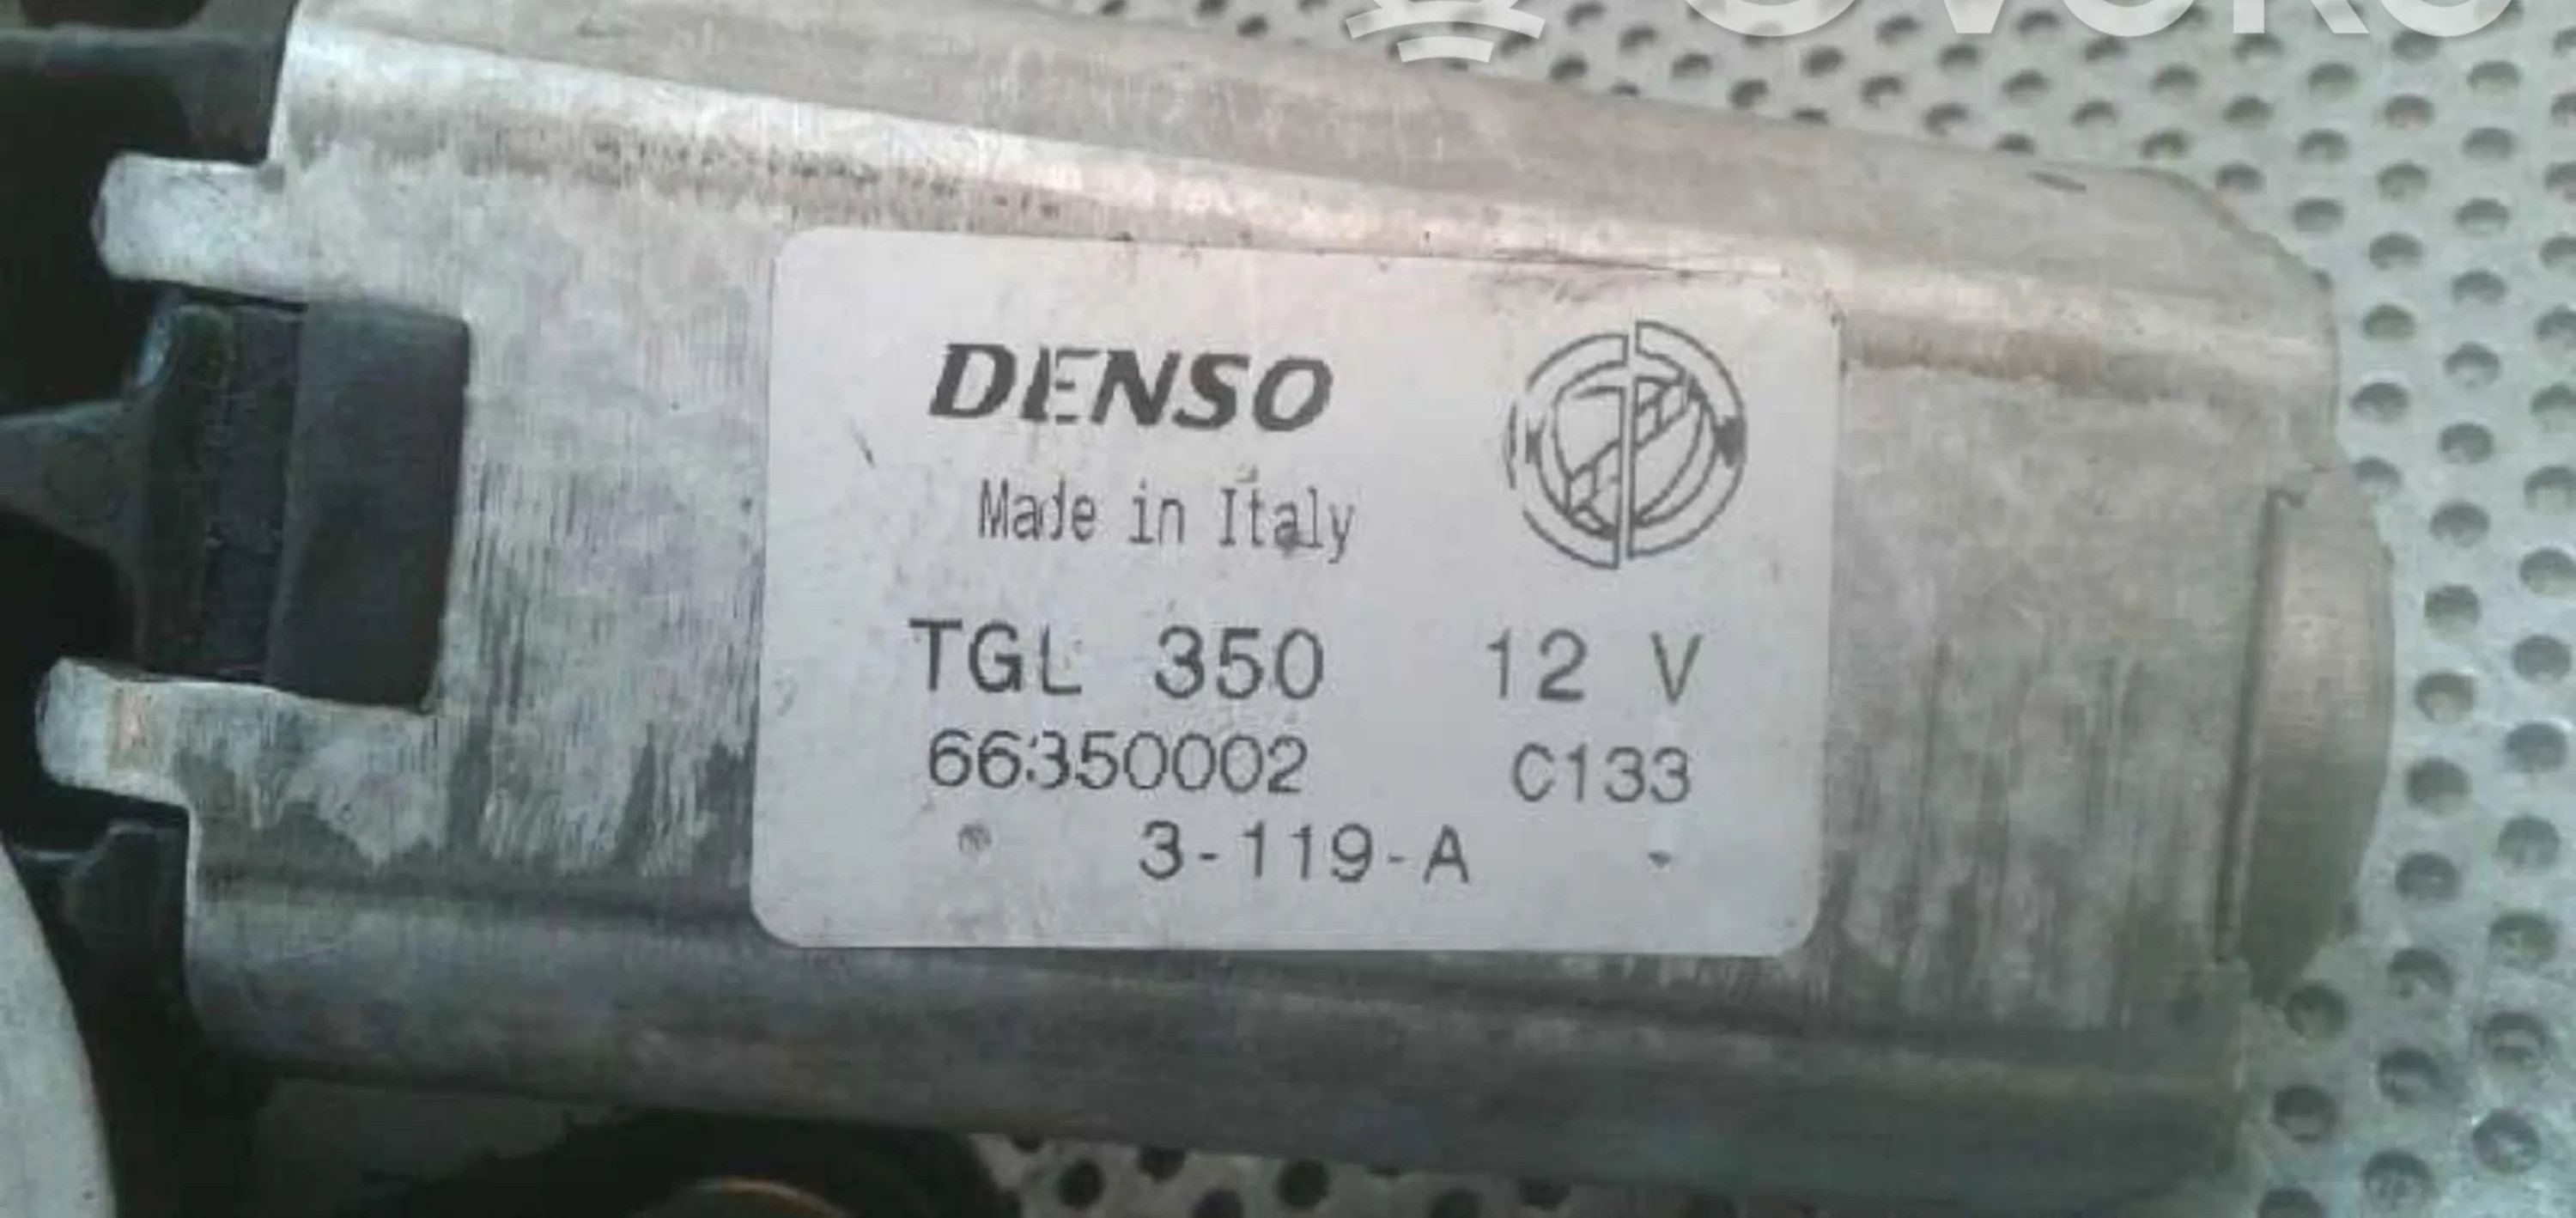 DENSO
Made in Italy
TGL 350 12 V
66350002 C133
3-119-A